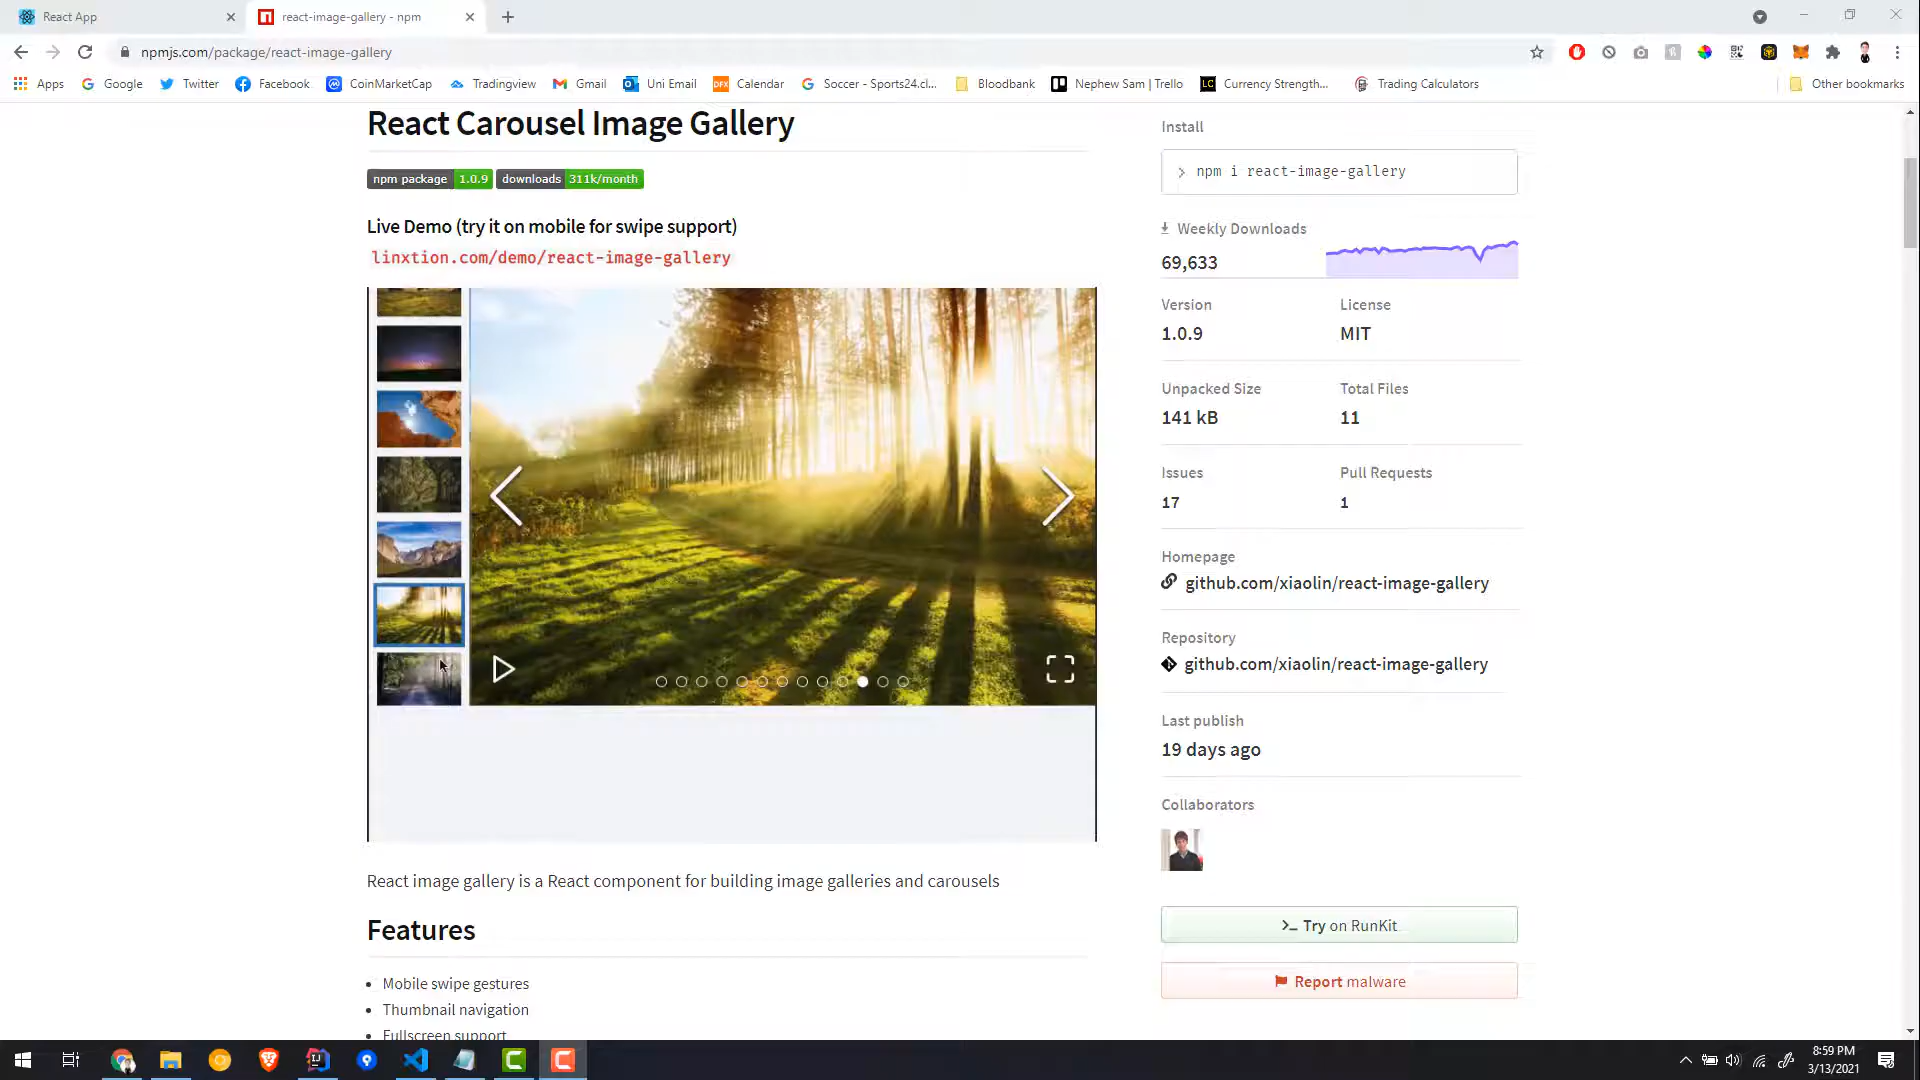 React App
react-image-gallery - npm
npmjs.com/package/react-image-gallery
Apps
Google
Twitter
Facebook
CoinMarketCap
Tradingview
Gmail
Uni Email
Calendar
Soccer - Sports24.cl...
Bloodbank
Nephew Sam | Trello
Currency Strength...
Trading Calculators
Other bookmarks
React Carousel Image Gallery
npm package 1.0.9 downloads 311k/month
Live Demo (try it on mobile for swipe support)
linxtion.com/demo/react-image-gallery
React image gallery is a React component for building image galleries and carousels
Features
Mobile swipe gestures
Thumbnail navigation
Fullscreen support
Install
npm i react-image-gallery
Weekly Downloads
69,633
Version
1.0.9
License
MIT
Unpacked Size
141 kB
Total Files
11
Issues
17
Pull Requests
1
Homepage
github.com/xiaolin/react-image-gallery
Repository
github.com/xiaolin/react-image-gallery
Last publish
19 days ago
Collaborators
>_ Try on RunKit
Report malware
8:59 PM
3/13/2021